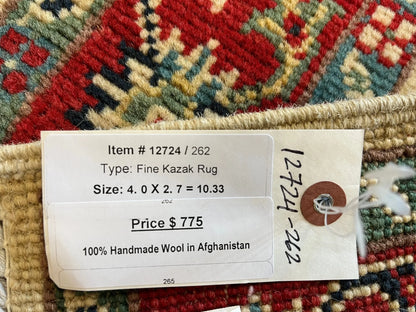 Item # 12724 / 262
Type: Fine Kazak Rug
Size: 4. 0 X 2. 7 = 10.33
262
Price $ 775
100% Handmade Wool in Afghanistan
265
12724-262